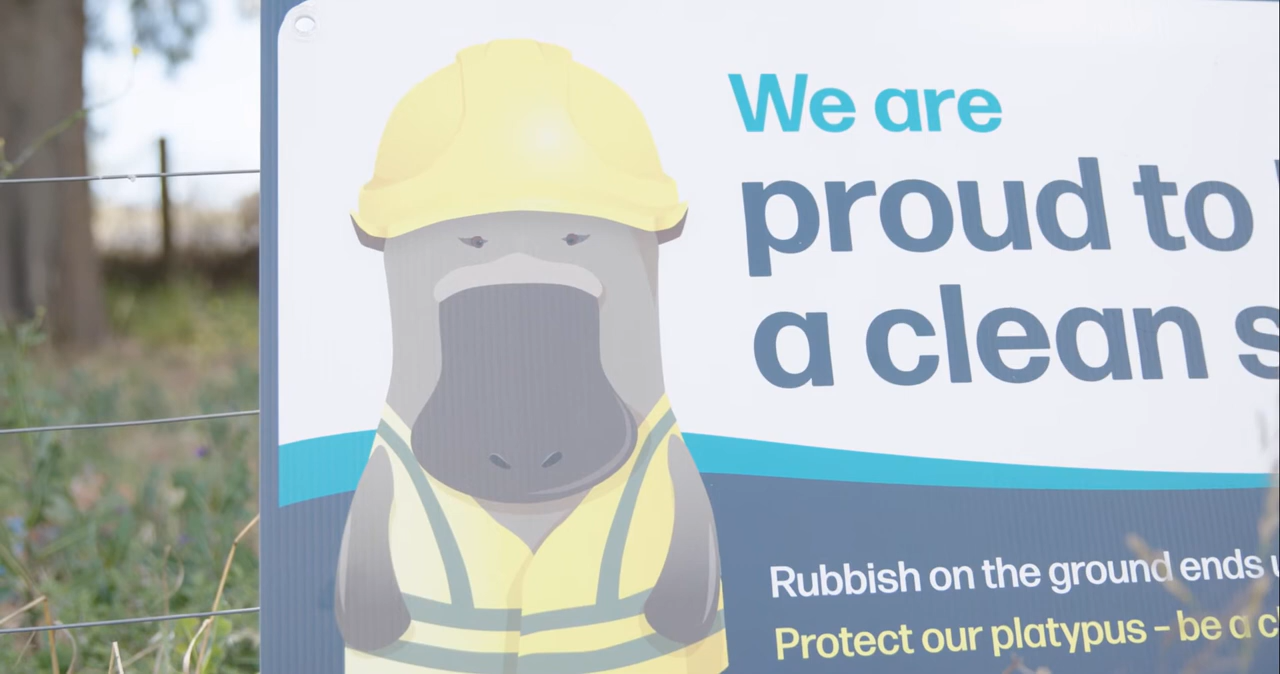 We are
proud to
a clean
Rubbish on the ground ends
Protect our platypus – be a